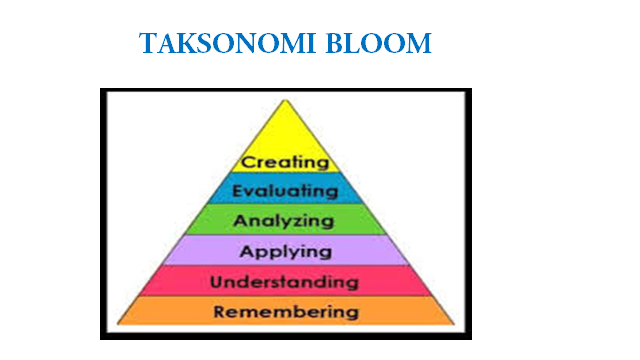 TAKSONOMI BLOOM
Creating
Evaluating
Analyzing
Applying
Understanding
Remembering